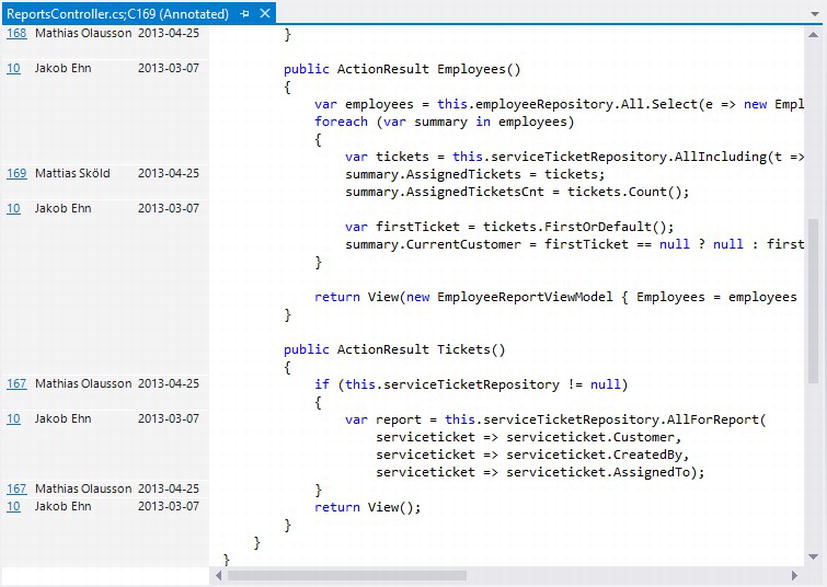 ReportsController.cs;C169 (Annotated)
168 Mathias Olausson 2013-04-25 }
10 Jakob Ehn 2013-03-07 public ActionResult Employees()
{
var employees = this.employeeRepository.All.Select(e => new Empl
foreach (var summary in employees)
{
var tickets = this.serviceTicketRepository.AllIncluding(t =>
169 Mattias Sköld 2013-04-25 summary.AssignedTickets = tickets;
summary.AssignedTicketsCnt = tickets.Count();
10 Jakob Ehn 2013-03-07
var firstTicket = tickets.FirstOrDefault();
summary.CurrentCustomer = firstTicket == null ? null : first
}
return View(new EmployeeReportViewModel { Employees = employees
}
public ActionResult Tickets()
{
167 Mathias Olausson 2013-04-25 if (this.serviceTicketRepository != null)
{
10 Jakob Ehn 2013-03-07 var report = this.serviceTicketRepository.AllForReport(
serviceticket => serviceticket.Customer,
serviceticket => serviceticket.CreatedBy,
serviceticket => serviceticket.AssignedTo);
167 Mathias Olausson 2013-04-25 }
10 Jakob Ehn 2013-03-07 return View();
}
}
}